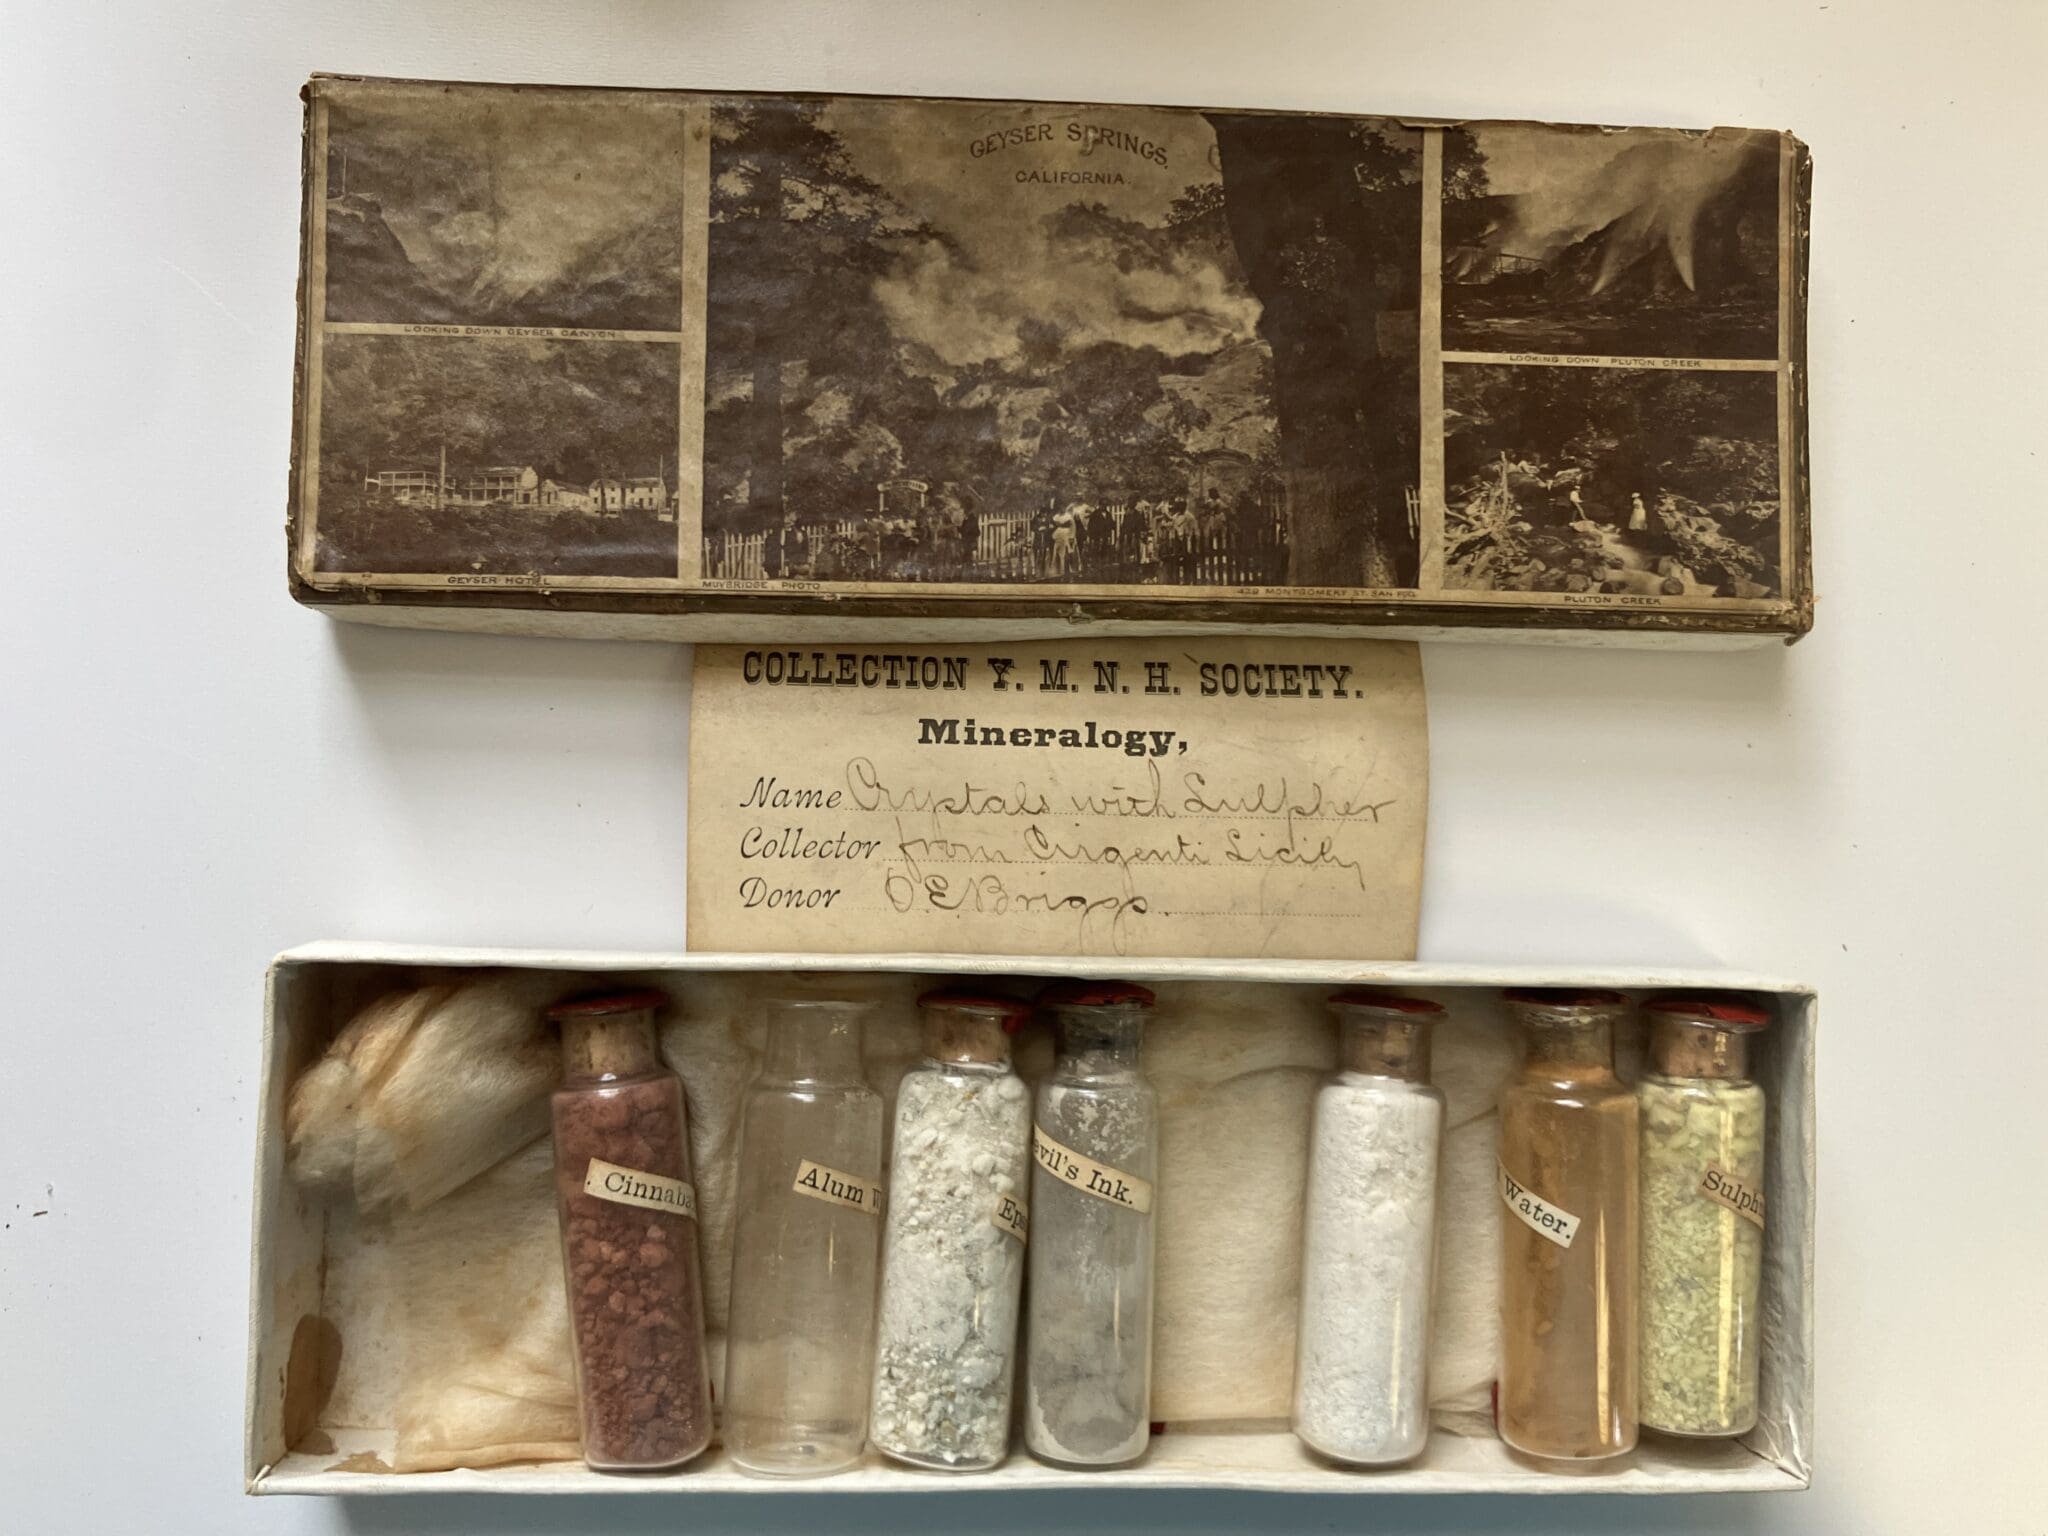 GEYSER SPRINGS,
CALIFORNIA.
LOOKING DOWN GEYSER CANYON
LOOKING DOWN PLUTON CREEK
GEYSER HOTEL
MUYBRIDGE, PHOTO.
429 MONTGOMERY ST. SAN FCO.
PLUTON CREEK
COLLECTION Y. M. N. H. SOCIETY.
Mineralogy,
Name Crystals with Sulpher
Collector from Girgenti Sicily
Donor O.E. Briggs.
Cinnaba
Alum W
Eps
evil's Ink.
Water.
Sulph